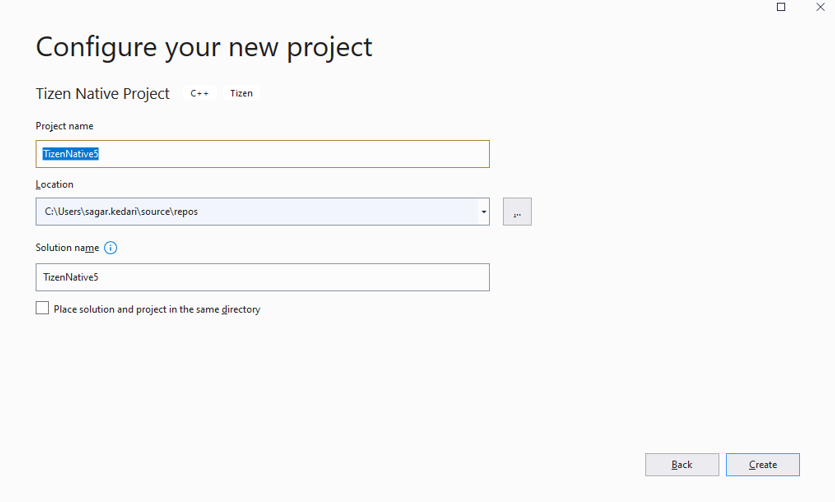 Configure your new project
Tizen Native Project C++ Tizen
Project name
TizenNative5
Location
C:\Users\sagar.kedari\source\repos
...
Solution name
TizenNative5
Place solution and project in the same directory
Back Create